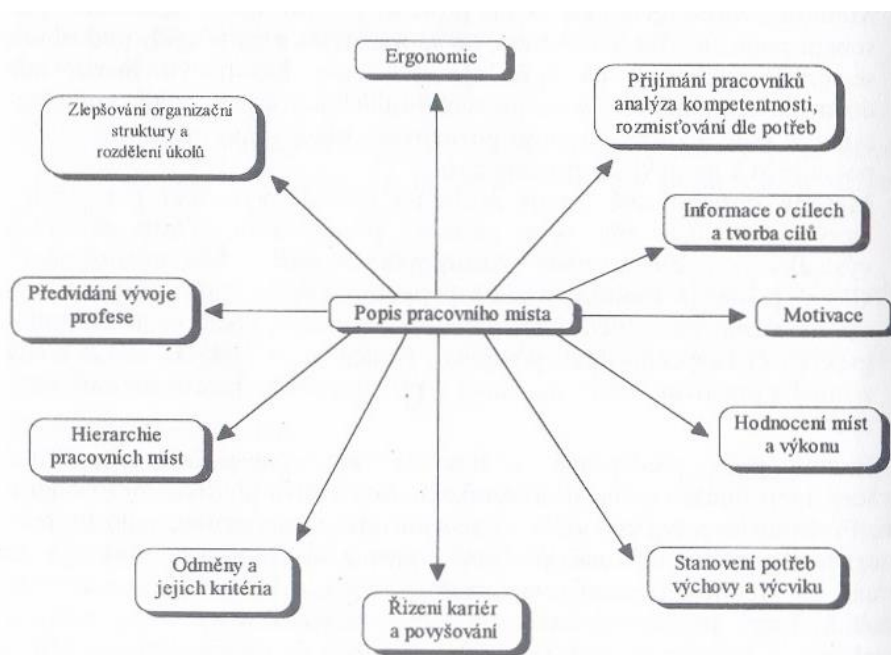 Ergonomie
Přijímání pracovníků
analýza kompetentnosti,
rozmisťování dle potřeb
Zlepšování organizační
struktury a
rozdělení úkolů
Informace o cílech
a tvorba cílů
Předvídání vývoje
profese
Popis pracovního místa
Motivace
Hierarchie
pracovních míst
Hodnocení míst
a výkonu
Odměny a
jejich kritéria
Řízení kariér
a povyšování
Stanovení potřeb
výchovy a výcviku